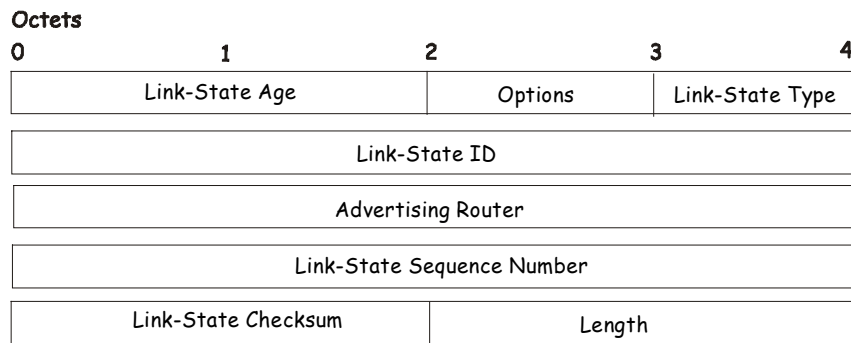 Octets
0 1 2 3 4
Link-State Age Options Link-State Type
Link-State ID
Advertising Router
Link-State Sequence Number
Link-State Checksum Length